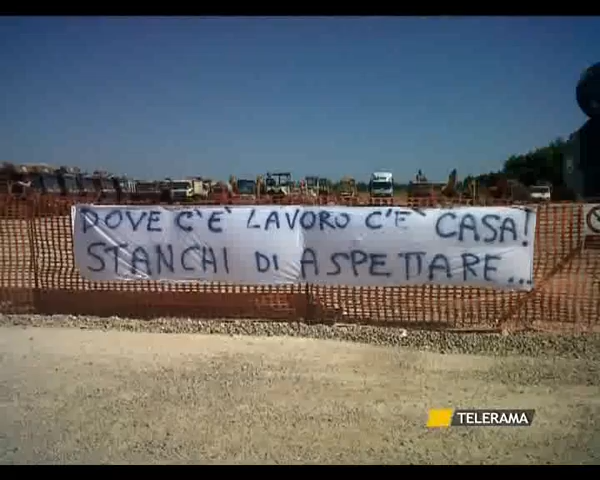 DOVE C'È LAVORO C'È CASA!
STANCHI DI ASPETTARE...
TELERAMA